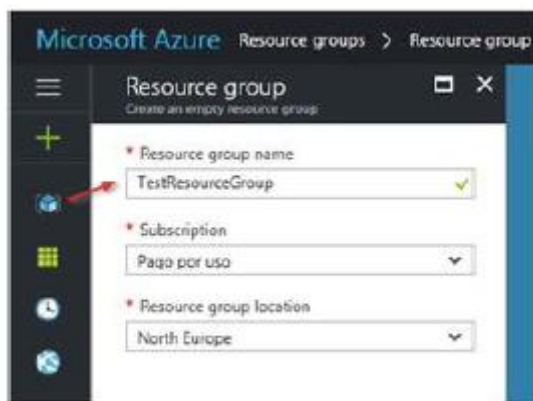 Microsoft Azure Resource groups > Resource group
Resource group
Create an empty resource group
* Resource group name
TestResourceGroup
* Subscription
Pago por uso
* Resource group location
North Europe